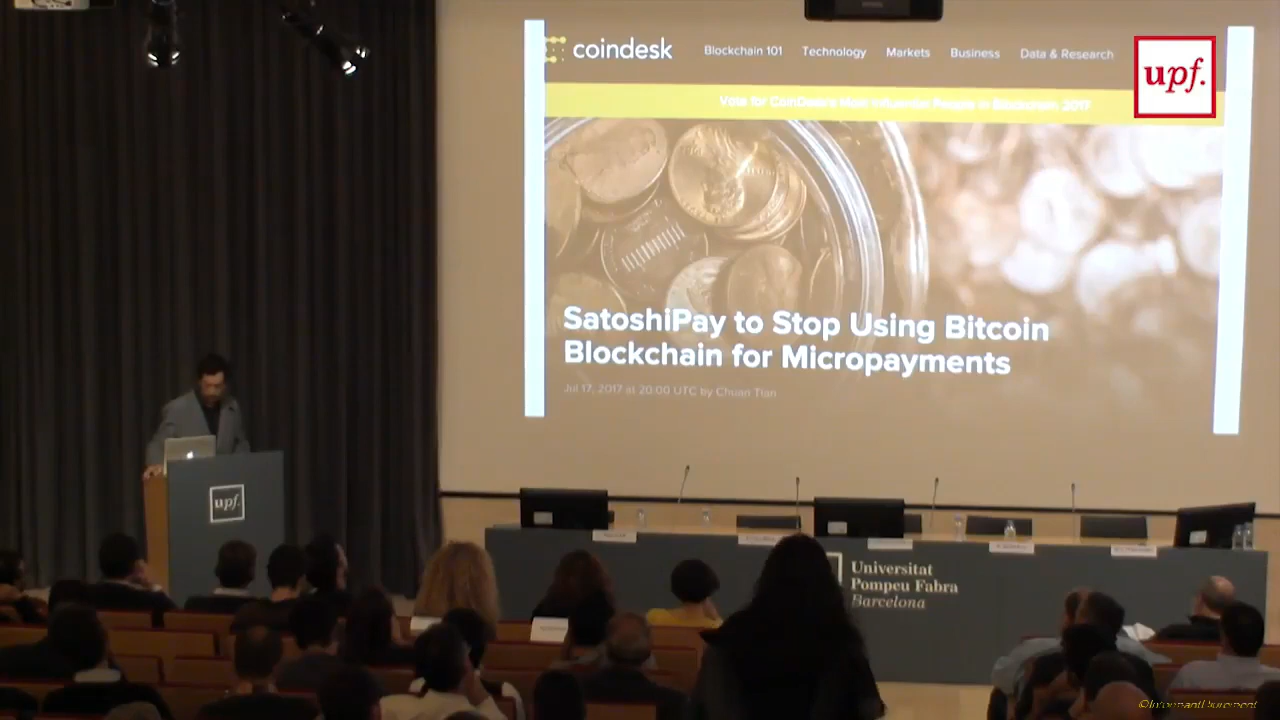 coindesk
Blockchain 101 Technology Markets Business Data & Research
upf.
Vote for CoinDesk's Most Influential People in Blockchain 2017
SatoshiPay to Stop Using Bitcoin
Blockchain for Micropayments
Jul 17, 2017 at 20:00 UTC by Chuan Tian
upf.
Universitat
Pompeu Fabra
Barcelona